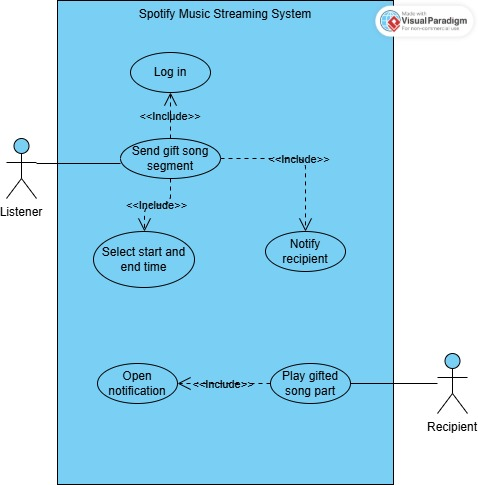 Spotify Music Streaming System
Made with
Visual Paradigm
For non-commercial use
Log in
<<Include>>
Send gift song
segment
<<Include>>
Listener
<<Include>>
Select start and
end time
Notify
recipient
Open
notification
<<Include>>
Play gifted
song part
Recipient